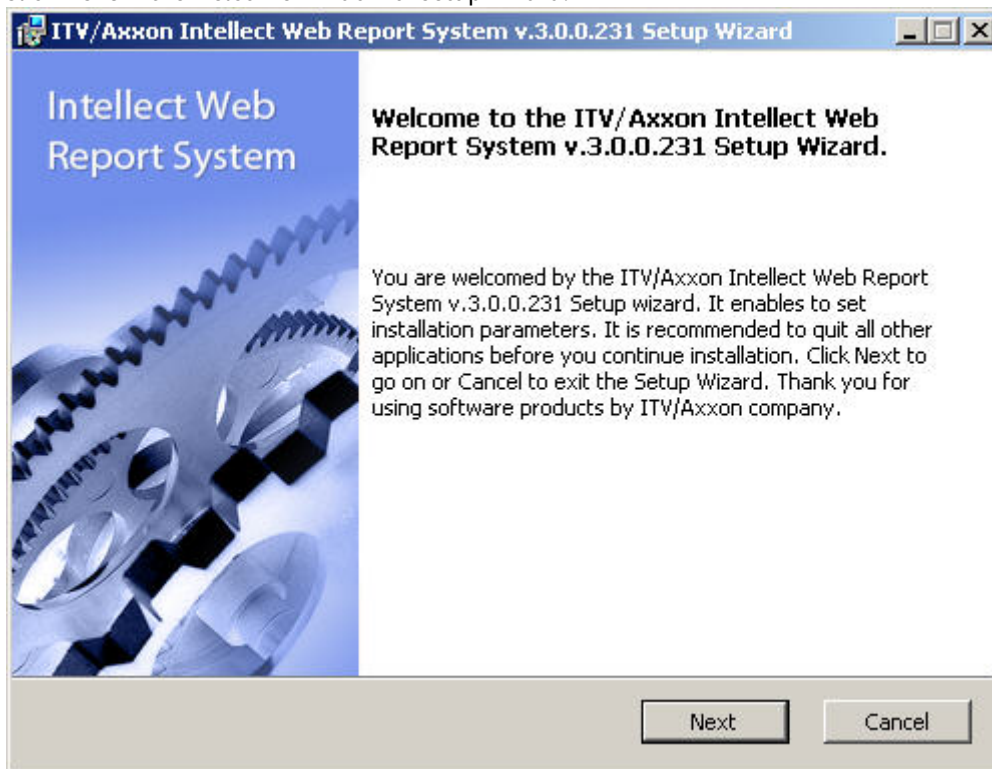 ITV/Axxon Intellect Web Report System v.3.0.0.231 Setup Wizard
Intellect Web
Report System
Welcome to the ITV/Axxon Intellect Web
Report System v.3.0.0.231 Setup Wizard.
You are welcomed by the ITV/Axxon Intellect Web Report
System v.3.0.0.231 Setup wizard. It enables to set
installation parameters. It is recommended to quit all other
applications before you continue installation. Click Next to
go on or Cancel to exit the Setup Wizard. Thank you for
using software products by ITV/Axxon company.
Next
Cancel